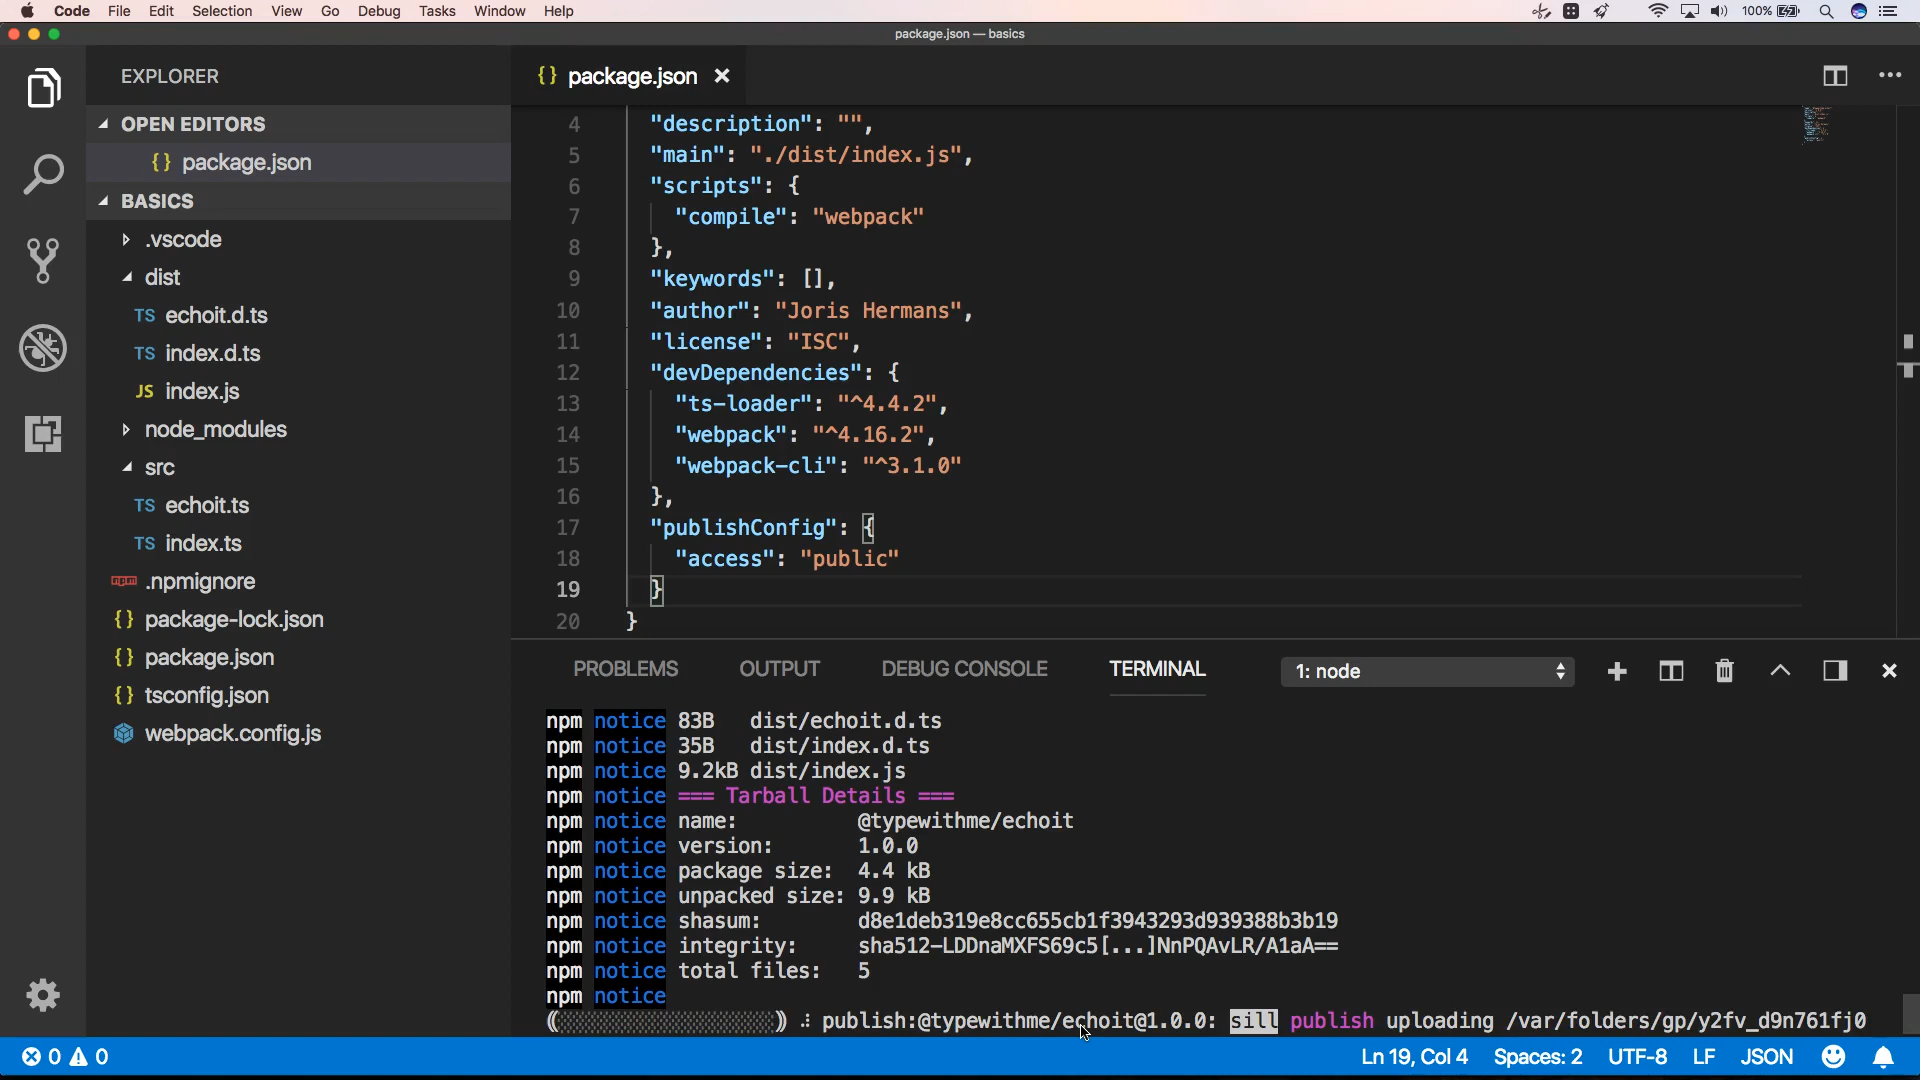 Code File Edit Selection View Go Debug Tasks Window Help 100%
package.json — basics
EXPLORER
OPEN EDITORS
{} package.json
BASICS
.vscode
dist
TS echoit.d.ts
TS index.d.ts
JS index.js
node_modules
src
TS echoit.ts
TS index.ts
npm .npmignore
{} package-lock.json
{} package.json
{} tsconfig.json
webpack.config.js
{} package.json
4 "description": "",
5 "main": "./dist/index.js",
6 "scripts": {
7 "compile": "webpack"
8 },
9 "keywords": [],
10 "author": "Joris Hermans",
11 "license": "ISC",
12 "devDependencies": {
13 "ts-loader": "^4.4.2",
14 "webpack": "^4.16.2",
15 "webpack-cli": "^3.1.0"
16 },
17 "publishConfig": {
18 "access": "public"
19 }
20 }
PROBLEMS OUTPUT DEBUG CONSOLE TERMINAL 1: node
npm notice 83B dist/echoit.d.ts
npm notice 35B dist/index.d.ts
npm notice 9.2kB dist/index.js
npm notice === Tarball Details ===
npm notice name: @typewithme/echoit
npm notice version: 1.0.0
npm notice package size: 4.4 kB
npm notice unpacked size: 9.9 kB
npm notice shasum: d8e1deb319e8cc655cb1f3943293d939388b3b19
npm notice integrity: sha512-LDDnaMXFS69c5[...]NnPQAvLR/A1aA==
npm notice total files: 5
npm notice
publish:@typewithme/echoit@1.0.0: sill publish uploading /var/folders/gp/y2fv_d9n761fj0
0 0 Ln 19, Col 4 Spaces: 2 UTF-8 LF JSON